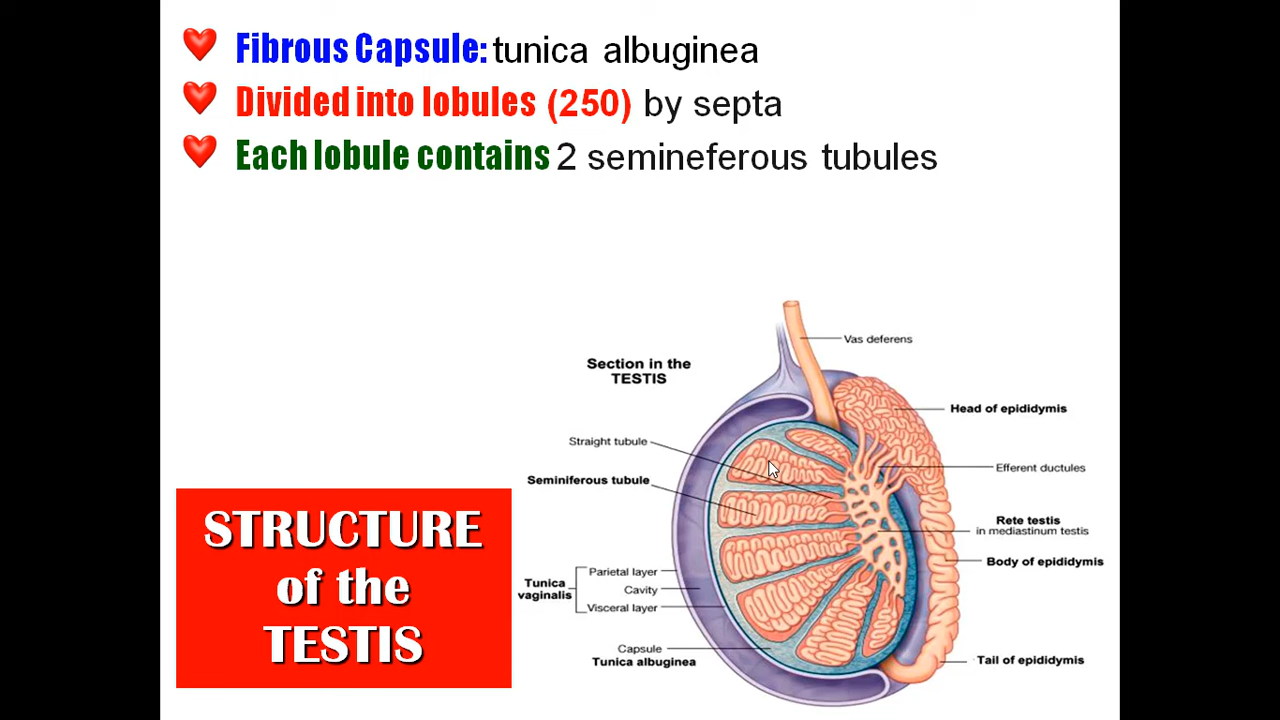 Fibrous Capsule: tunica albuginea
Divided into lobules (250) by septa
Each lobule contains 2 semineferous tubules
Vas deferens
Section in the
TESTIS
Head of epididymis
Straight tubule
Efferent ductules
Seminiferous tubule
Rete testis
in mediastinum testis
Body of epididymis
Tunica
vaginalis
Parietal layer
Cavity
Visceral layer
Capsule
Tunica albuginea
Tail of epididymis
STRUCTURE
of the
TESTIS